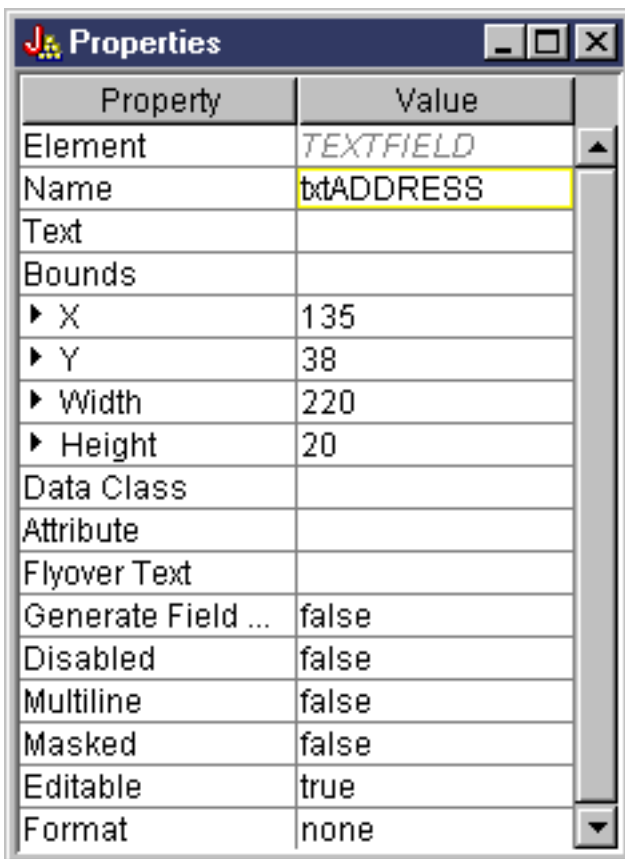 Properties
Property Value
Element TEXTFIELD
Name txtADDRESS
Text
Bounds
X 135
Y 38
Width 220
Height 20
Data Class
Attribute
Flyover Text
Generate Field ... false
Disabled false
Multiline false
Masked false
Editable true
Format none